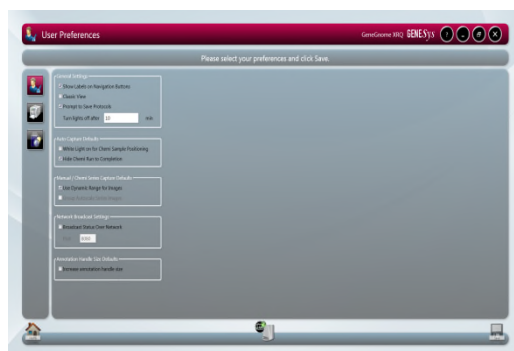 User Preferences
GeneGnome XRQ GENESys
Please select your preferences and click Save.
General Settings
Show Labels on Navigation Buttons
Classic View
Prompt to Save Protocols
Turn lights off after 10 min
Auto Capture Defaults
White Light on for Chemi Sample Positioning
Hide Chemi Run to Completion
Manual / Chemi Series Capture Defaults
Use Dynamic Range for Images
Network Broadcast Settings
Broadcast Status Over Network
Annotation Handle Size Defaults
Increase annotation handle size